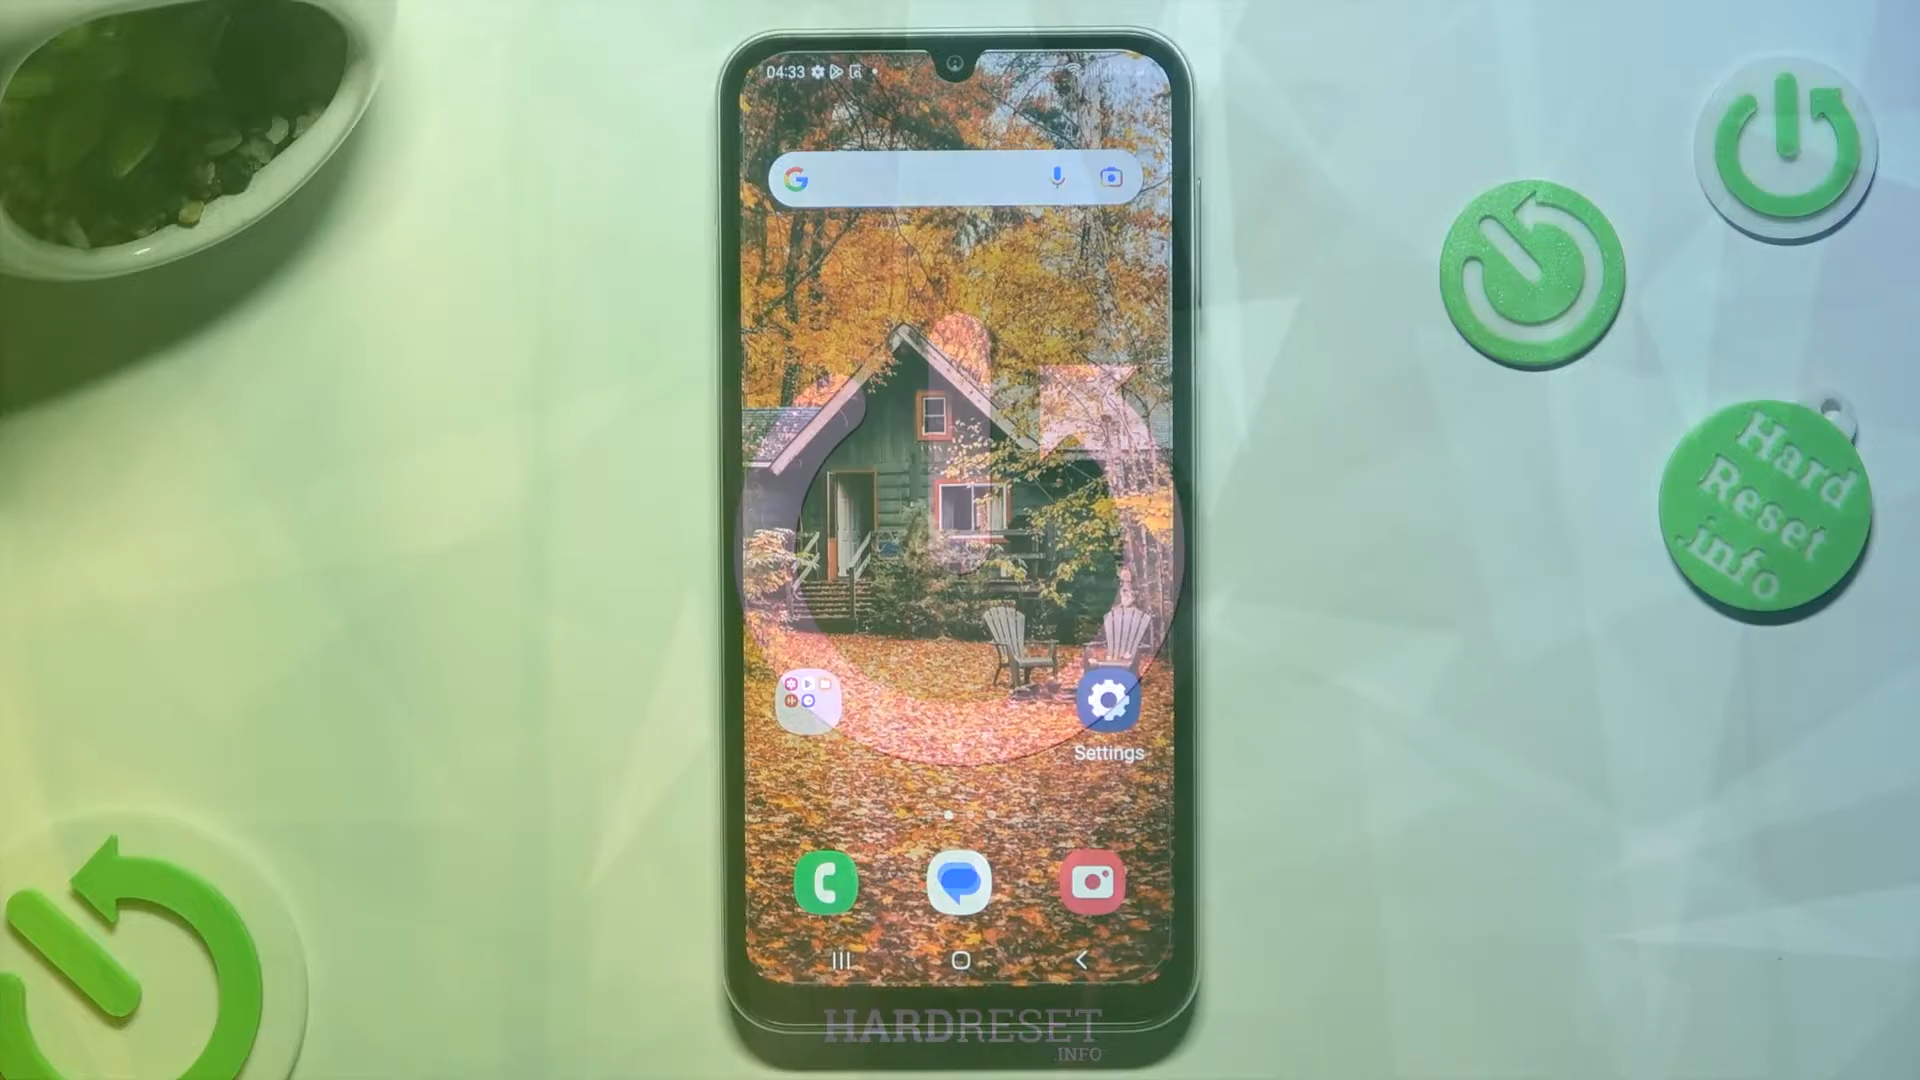 04:33
Hard
Reset
.info
Settings
HARDRESET
.INFO